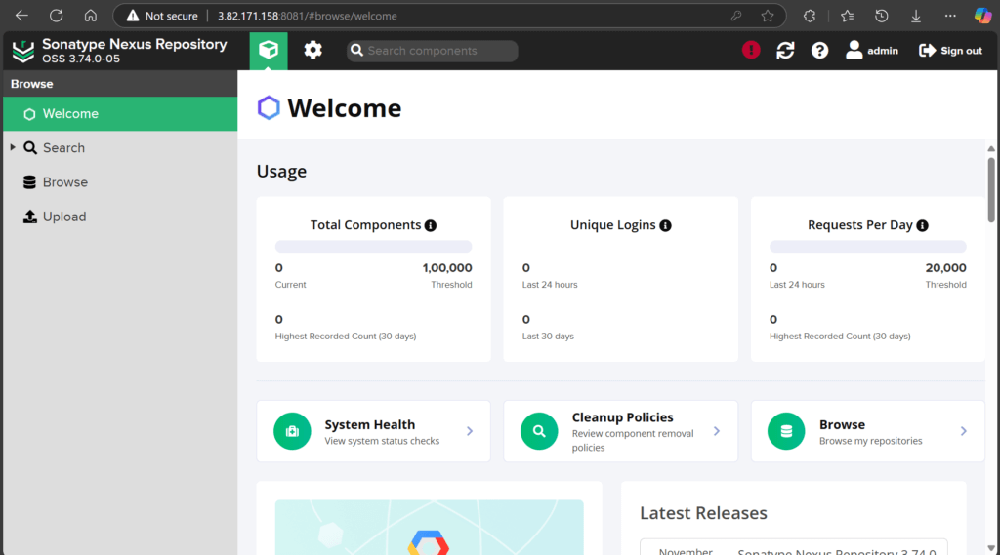 Not secure 3.82.171.158:8081/#browse/welcome
Sonatype Nexus Repository
OSS 3.74.0-05
Search components
admin
Sign out
Browse
Welcome
Search
Browse
Upload
Welcome
Usage
Total Components
0 1,00,000
Current Threshold
0
Highest Recorded Count (30 days)
Unique Logins
0
Last 24 hours
0
Last 30 days
Requests Per Day
0 20,000
Last 24 hours Threshold
0
Highest Recorded Count (30 days)
System Health
View system status checks
Cleanup Policies
Review component removal
policies
Browse
Browse my repositories
Latest Releases
November Sonatype Nexus Repository 3.74.0